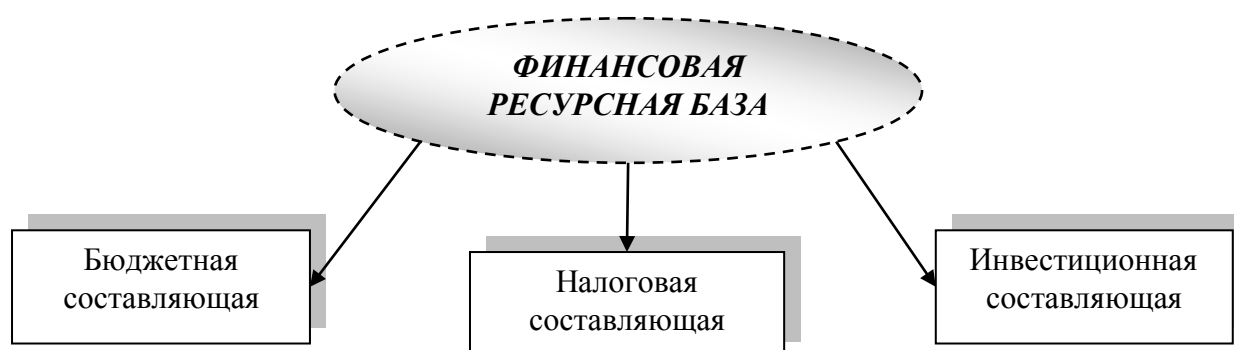 ФИНАНСОВАЯ
РЕСУРСНАЯ БАЗА
Бюджетная
составляющая
Налоговая
составляющая
Инвестиционная
составляющая